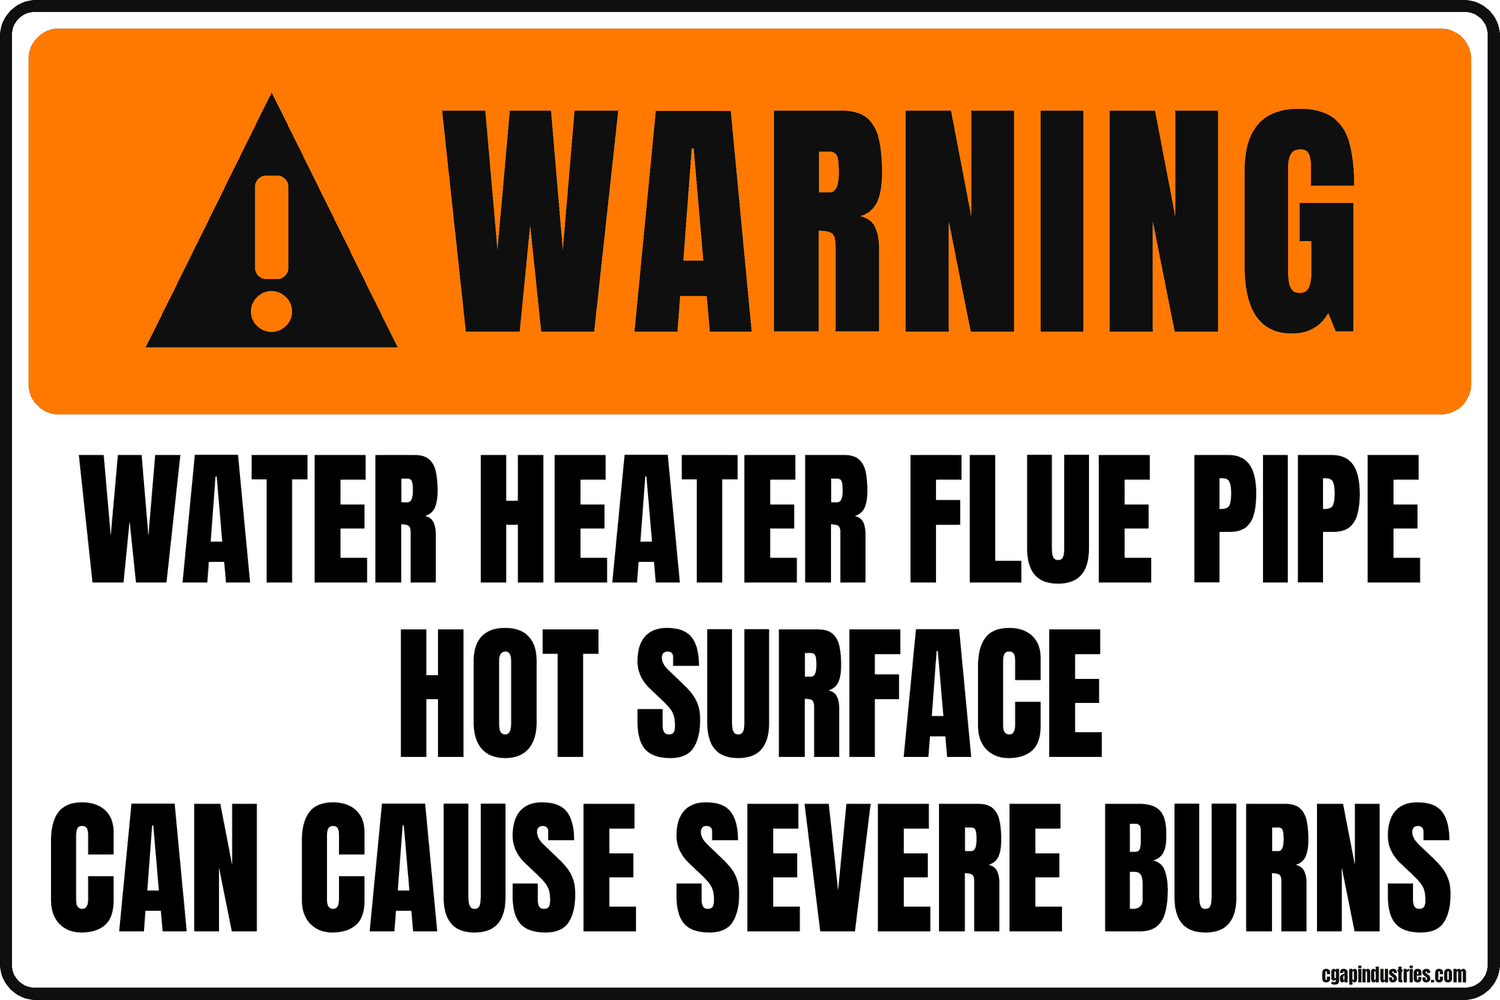 WARNING
WATER HEATER FLUE PIPE
HOT SURFACE
CAN CAUSE SEVERE BURNS
cgapindustries.com